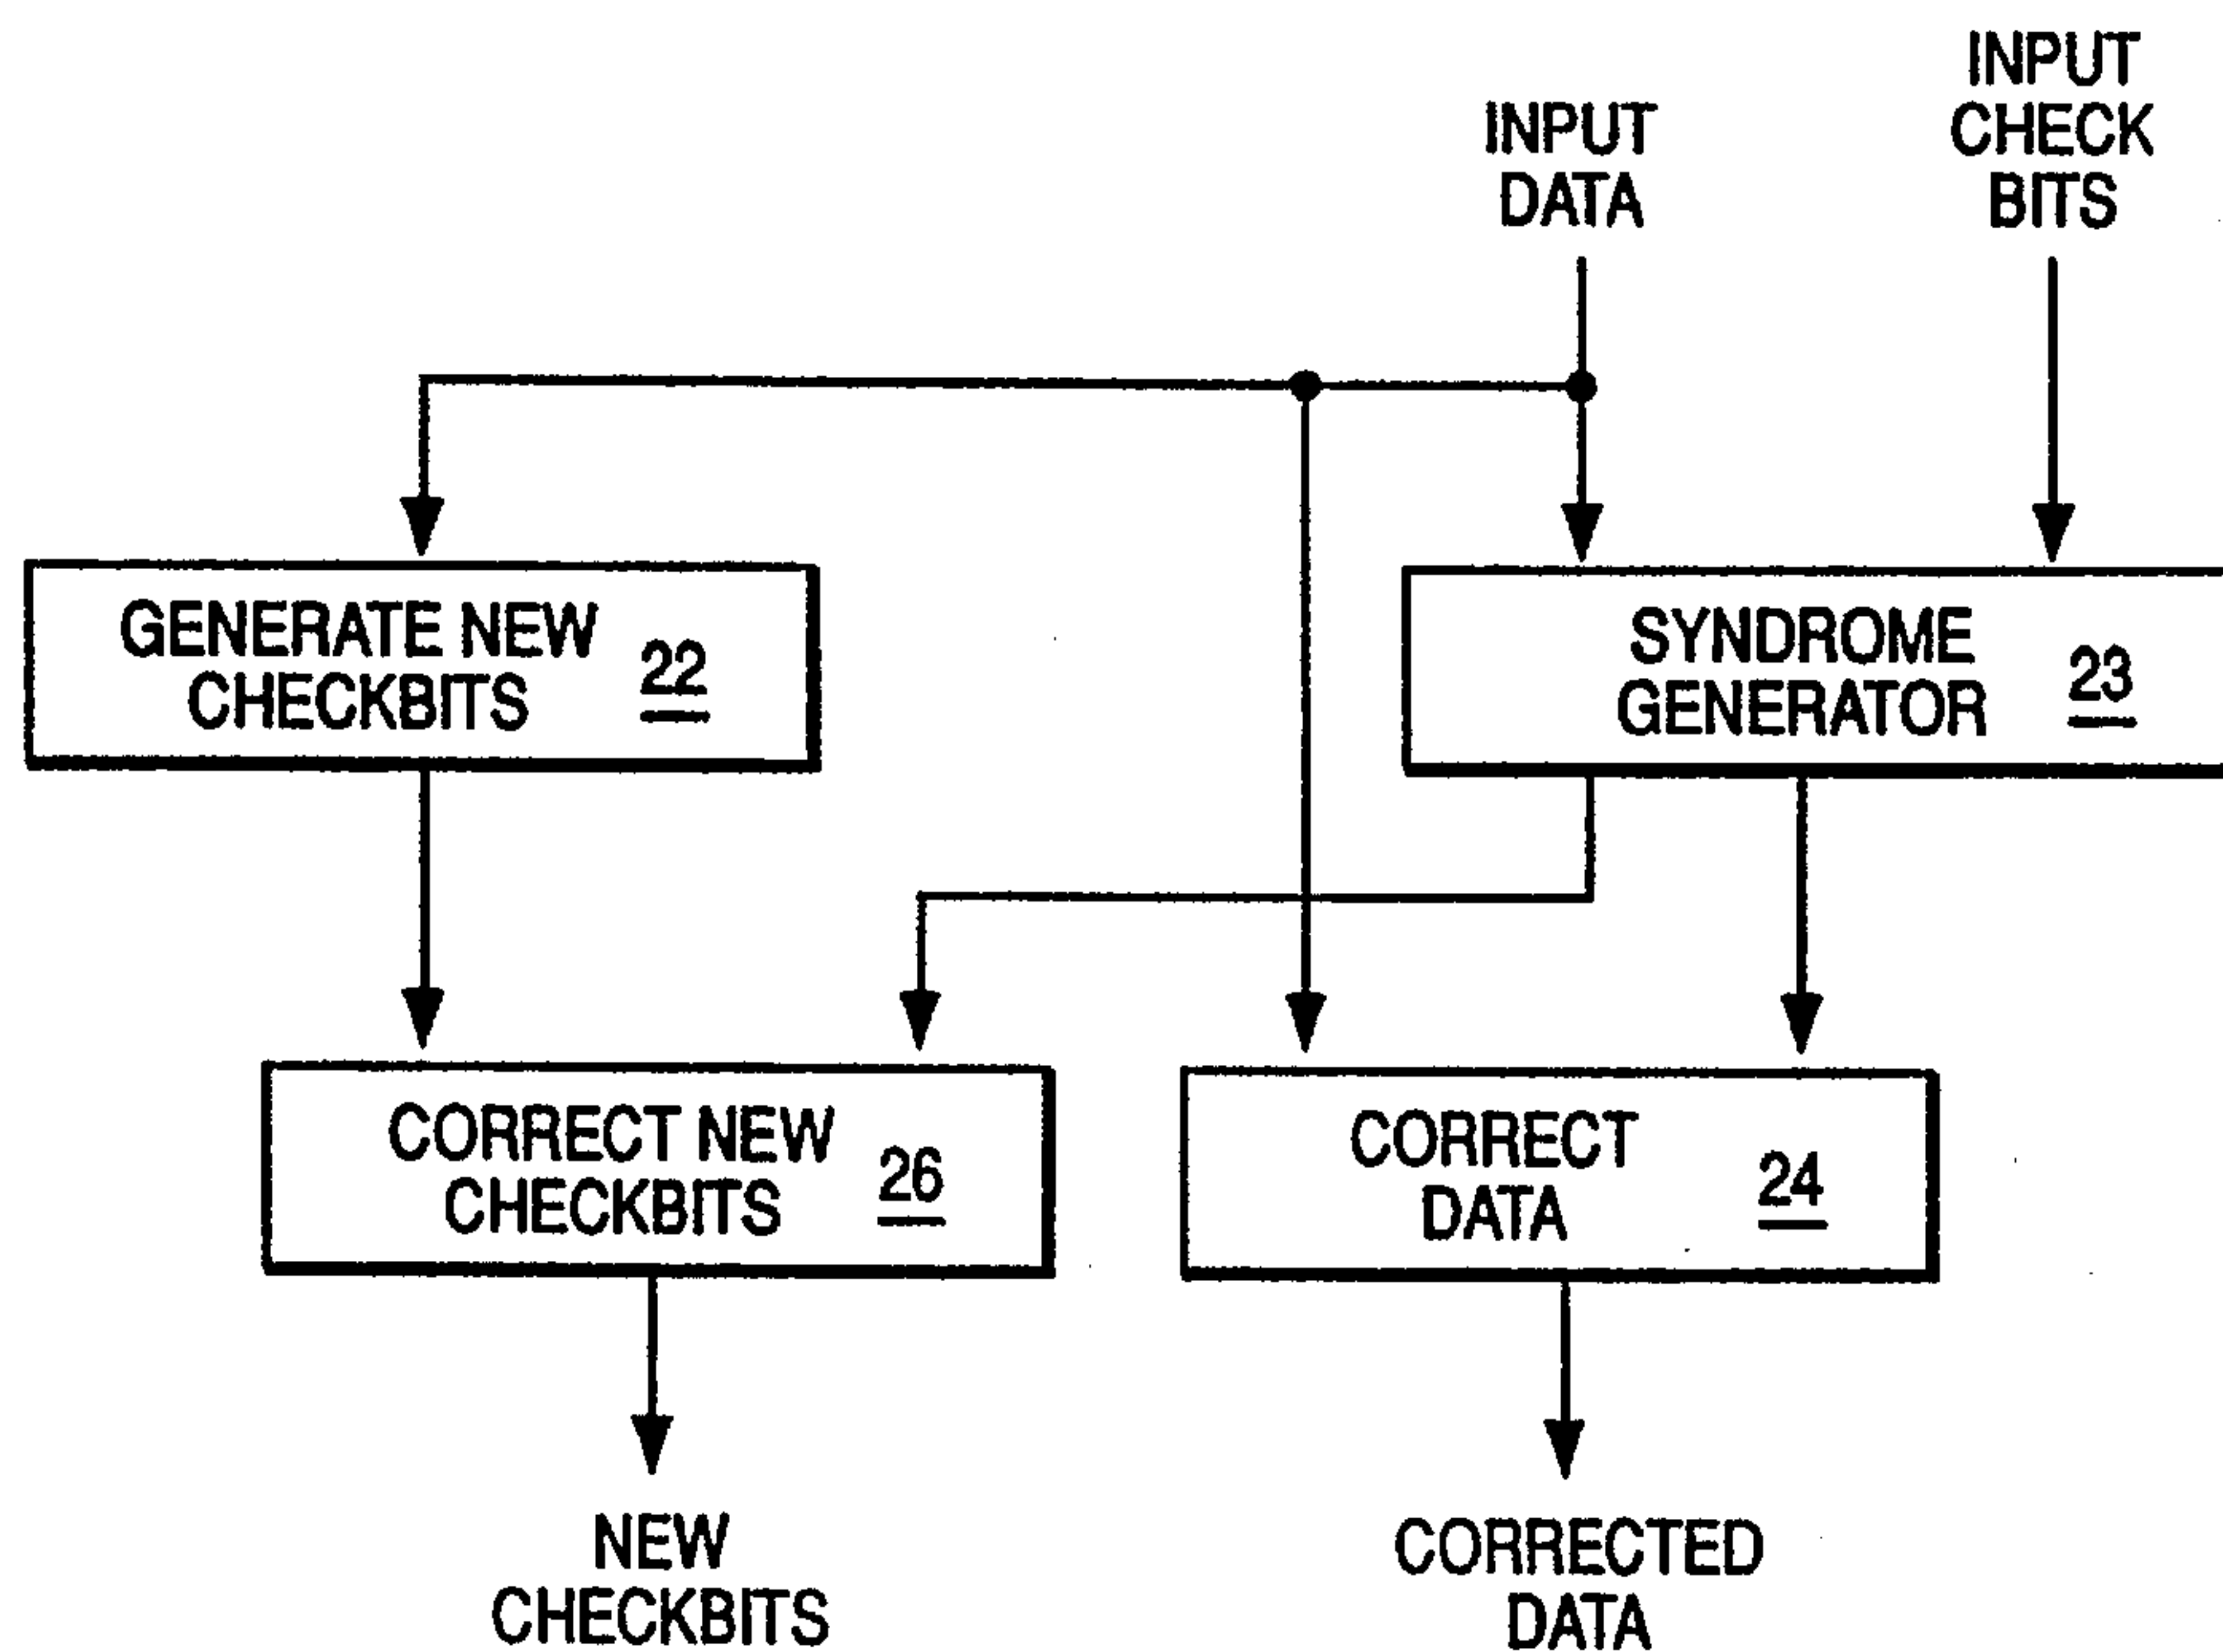 INPUT
DATA
INPUT
CHECK
BITS
GENERATE NEW
CHECKBITS
22
SYNDROME
GENERATOR
23
CORRECT NEW
CHECKBITS
26
CORRECT
DATA
24
NEW
CHECKBITS
CORRECTED
DATA